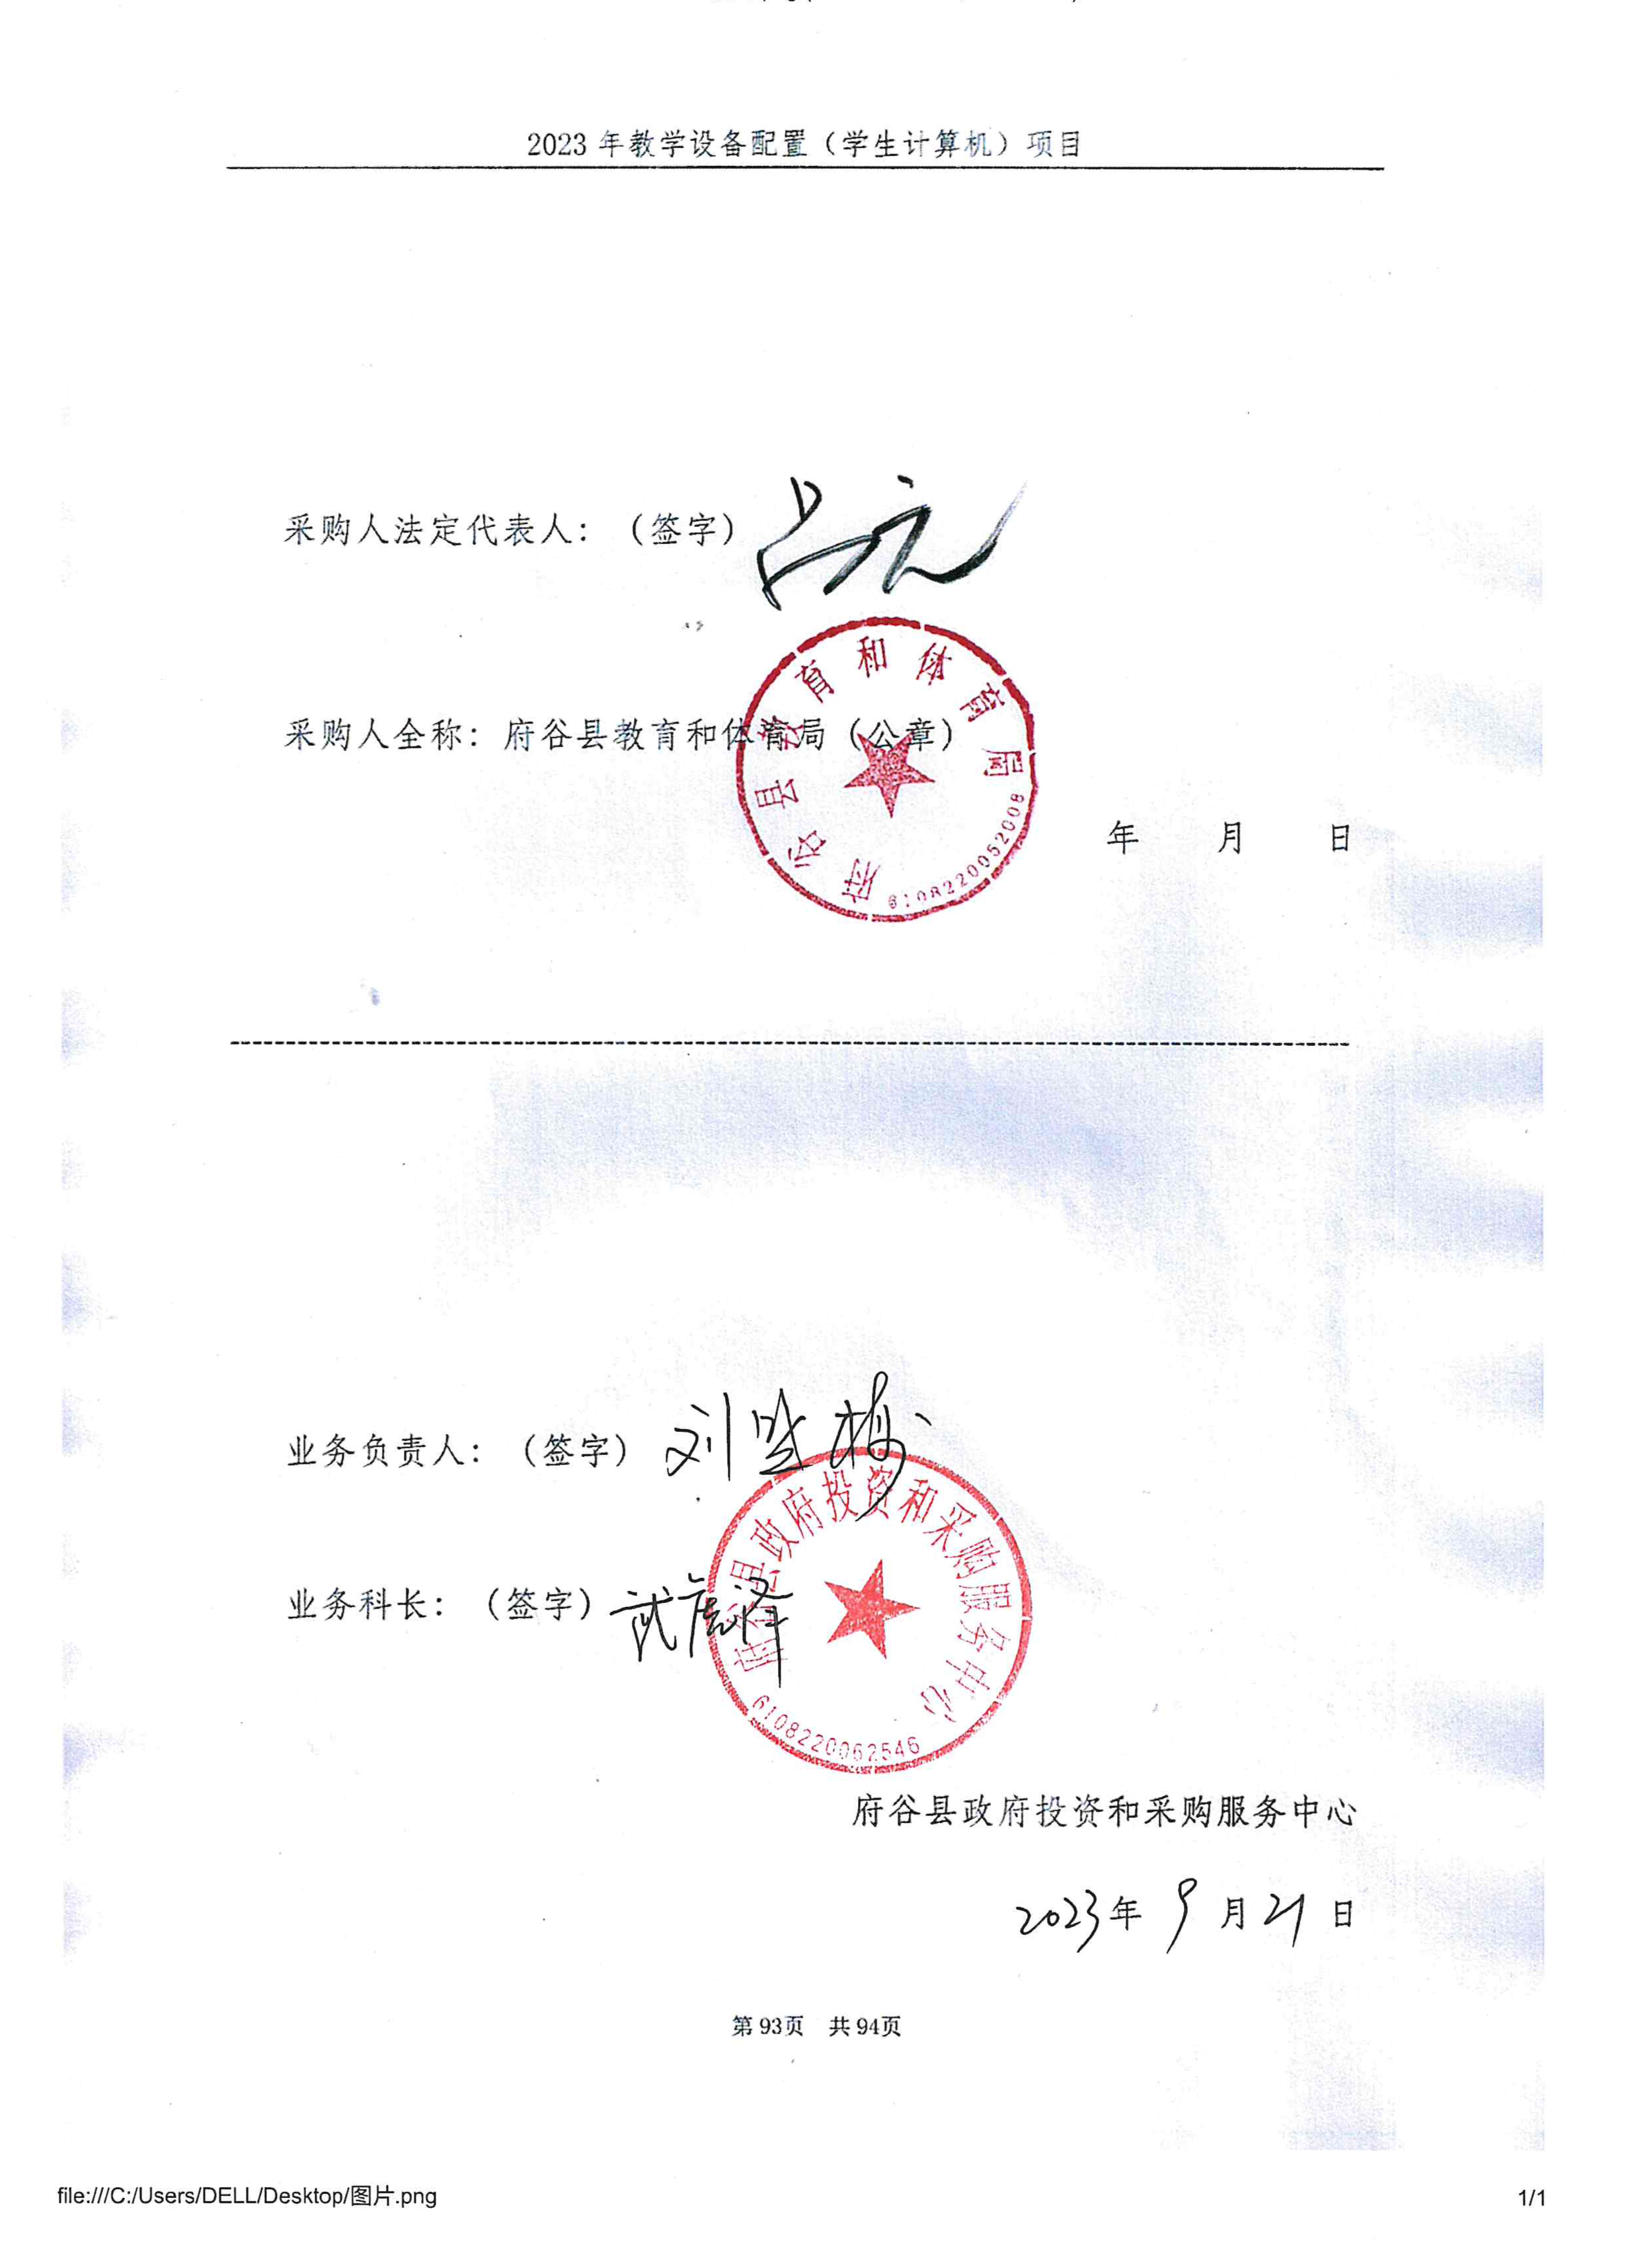 2023 年教学设备配置（学生计算机）项目
采购人法定代表人：（签字）
采购人全称：府谷县教育和体育局（公章）
府谷县教育和体育局
6108220052008
年 月 日
业务负责人：（签字）刘
业务科长：（签字）武彦泽
府谷县政府投资和采购服务中心
6108220062546
府谷县政府投资和采购服务中心
2023年 9 月 21 日
第 93页 共 94页
file:///C:/Users/DELL/Desktop/图片.png
1/1